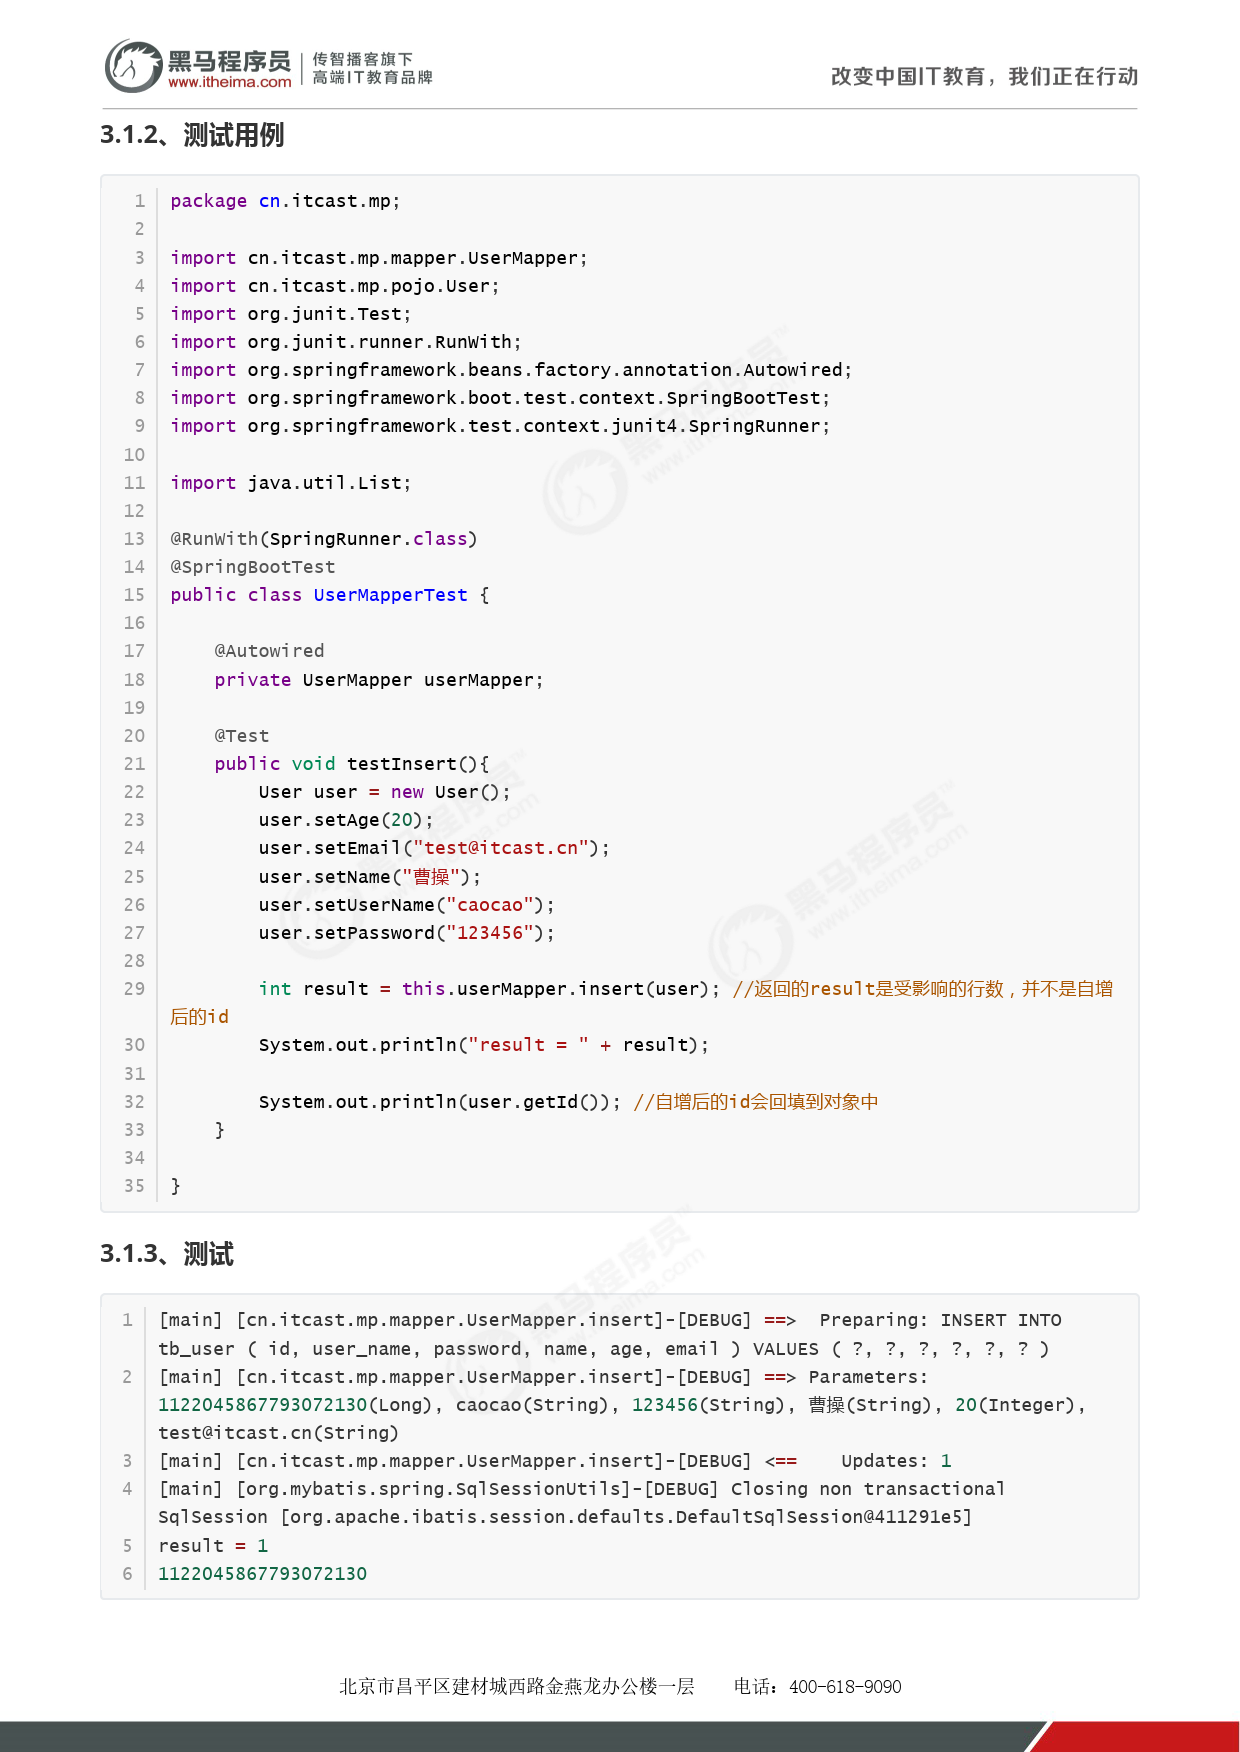 黑马程序员
www.itheima.com
传智播客旗下
高端IT教育品牌
改变中国IT教育，我们正在行动
3.1.2、测试用例
1 package cn.itcast.mp;
2
3 import cn.itcast.mp.mapper.UserMapper;
4 import cn.itcast.mp.pojo.User;
5 import org.junit.Test;
6 import org.junit.runner.RunWith;
7 import org.springframework.beans.factory.annotation.Autowired;
8 import org.springframework.boot.test.context.SpringBootTest;
9 import org.springframework.test.context.junit4.SpringRunner;
10
11 import java.util.List;
12
13 @RunWith(SpringRunner.class)
14 @SpringBootTest
15 public class UserMapperTest {
16
17     @Autowired
18     private UserMapper userMapper;
19
20     @Test
21     public void testInsert(){
22         User user = new User();
23         user.setAge(20);
24         user.setEmail("test@itcast.cn");
25         user.setName("曹操");
26         user.setUserName("caocao");
27         user.setPassword("123456");
28
29         int result = this.userMapper.insert(user); //返回的result是受影响的行数，并不是自增
后的id
30         System.out.println("result = " + result);
31
32         System.out.println(user.getId()); //自增后的id会回填到对象中
33     }
34
35 }
3.1.3、测试
1 [main] [cn.itcast.mp.mapper.UserMapper.insert]-[DEBUG] ==>  Preparing: INSERT INTO
tb_user ( id, user_name, password, name, age, email ) VALUES ( ?, ?, ?, ?, ?, ? )
2 [main] [cn.itcast.mp.mapper.UserMapper.insert]-[DEBUG] ==> Parameters:
1122045867793072130(Long), caocao(String), 123456(String), 曹操(String), 20(Integer),
test@itcast.cn(String)
3 [main] [cn.itcast.mp.mapper.UserMapper.insert]-[DEBUG] <==    Updates: 1
4 [main] [org.mybatis.spring.SqlSessionUtils]-[DEBUG] Closing non transactional
SqlSession [org.apache.ibatis.session.defaults.DefaultSqlSession@411291e5]
5 result = 1
6 1122045867793072130
北京市昌平区建材城西路金燕龙办公楼一层    电话：400-618-9090